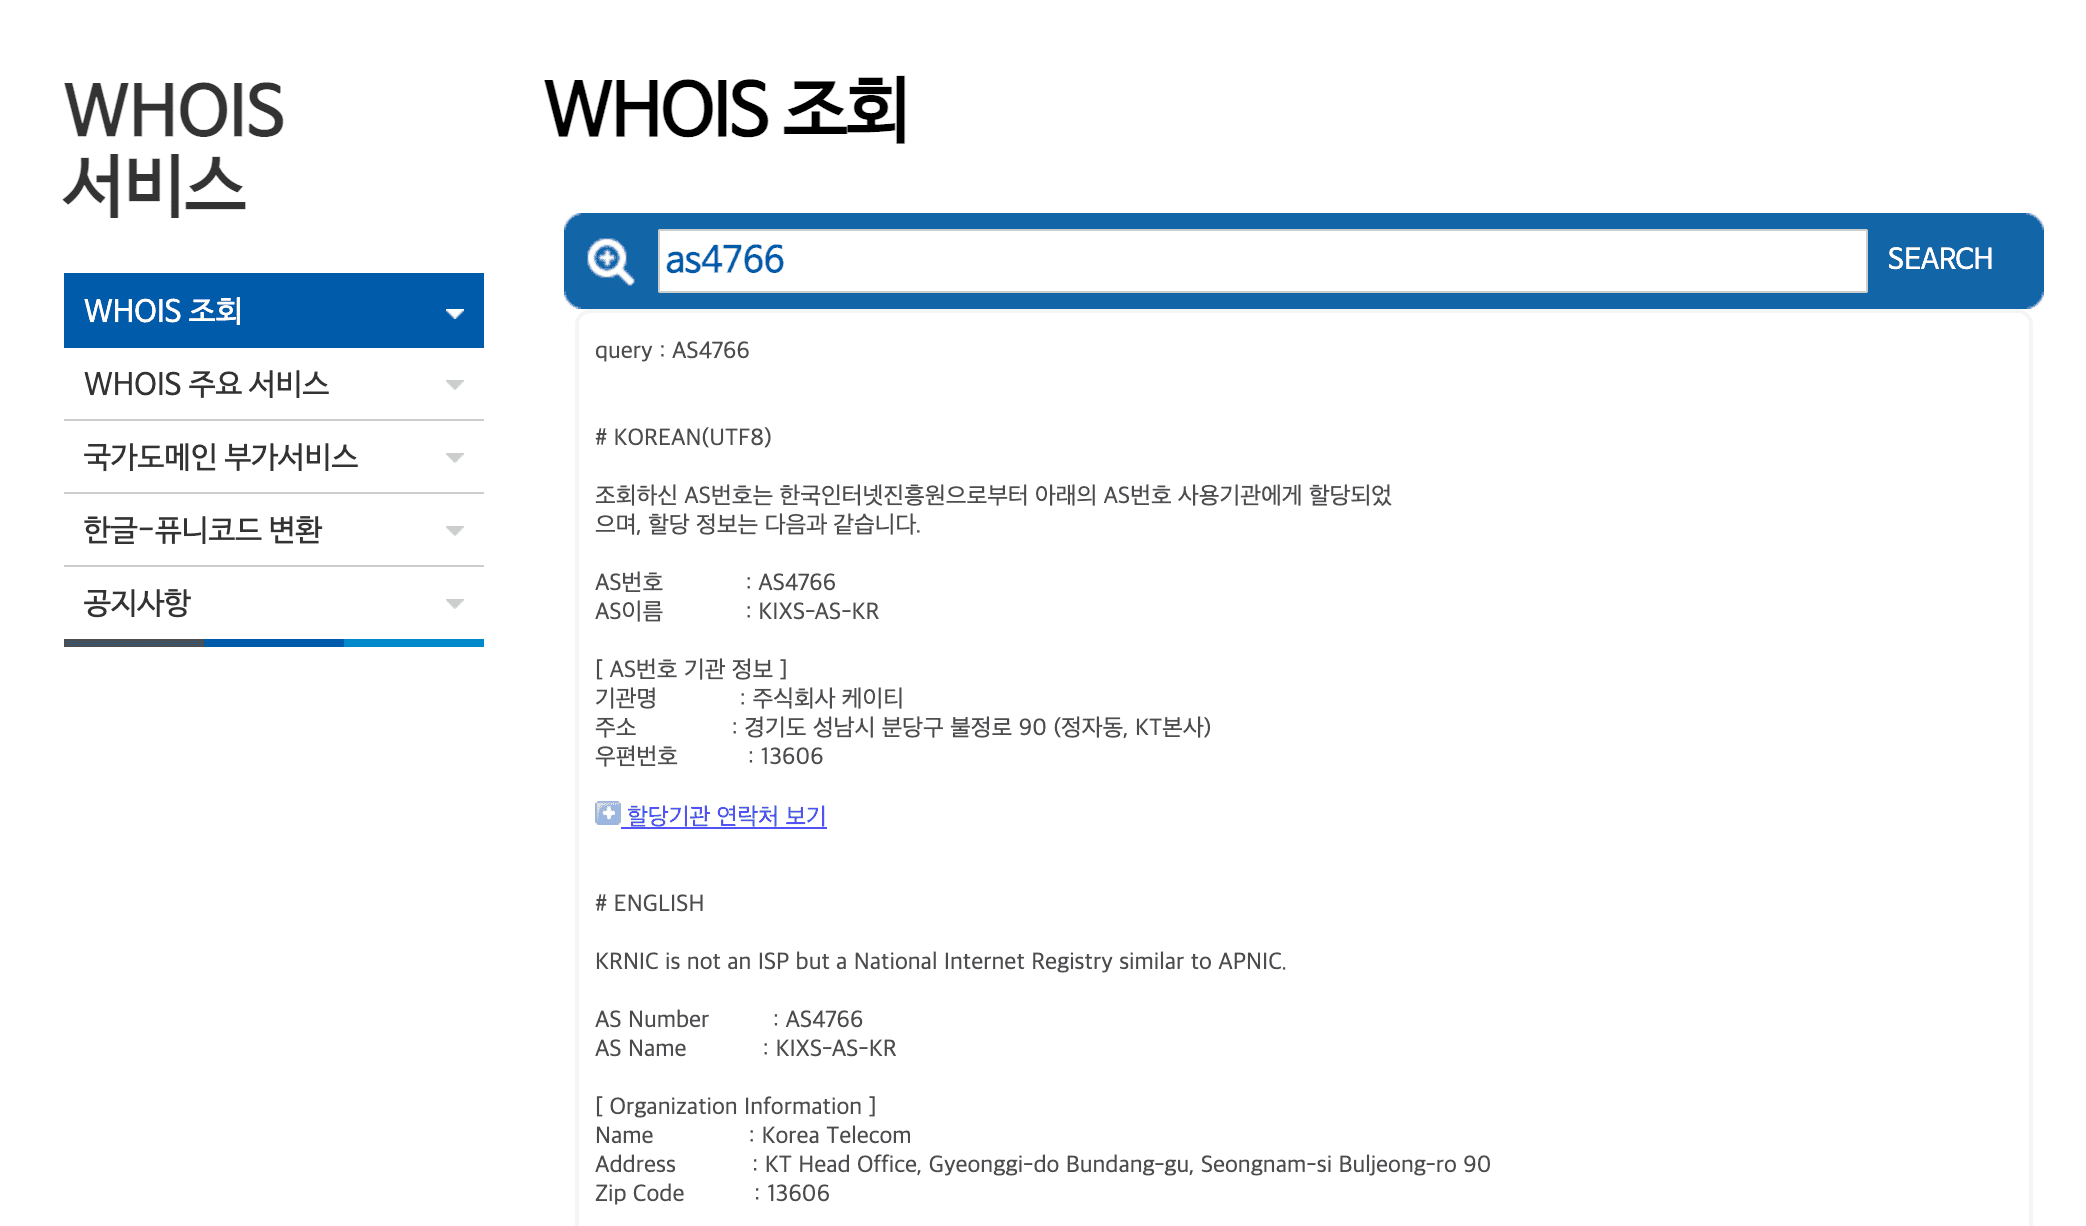 WHOIS
서비스
WHOIS 조회
WHOIS 주요 서비스
국가도메인 부가서비스
한글-퓨니코드 변환
공지사항
WHOIS 조회
as4766
SEARCH
query : AS4766
# KOREAN(UTF8)
조회하신 AS번호는 한국인터넷진흥원으로부터 아래의 AS번호 사용기관에게 할당되었
으며, 할당 정보는 다음과 같습니다.
AS번호 : AS4766
AS이름 : KIXS-AS-KR
[ AS번호 기관 정보 ]
기관명 : 주식회사 케이티
주소 : 경기도 성남시 분당구 불정로 90 (정자동, KT본사)
우편번호 : 13606
할당기관 연락처 보기
# ENGLISH
KRNIC is not an ISP but a National Internet Registry similar to APNIC.
AS Number : AS4766
AS Name : KIXS-AS-KR
[ Organization Information ]
Name : Korea Telecom
Address : KT Head Office, Gyeonggi-do Bundang-gu, Seongnam-si Buljeong-ro 90
Zip Code : 13606